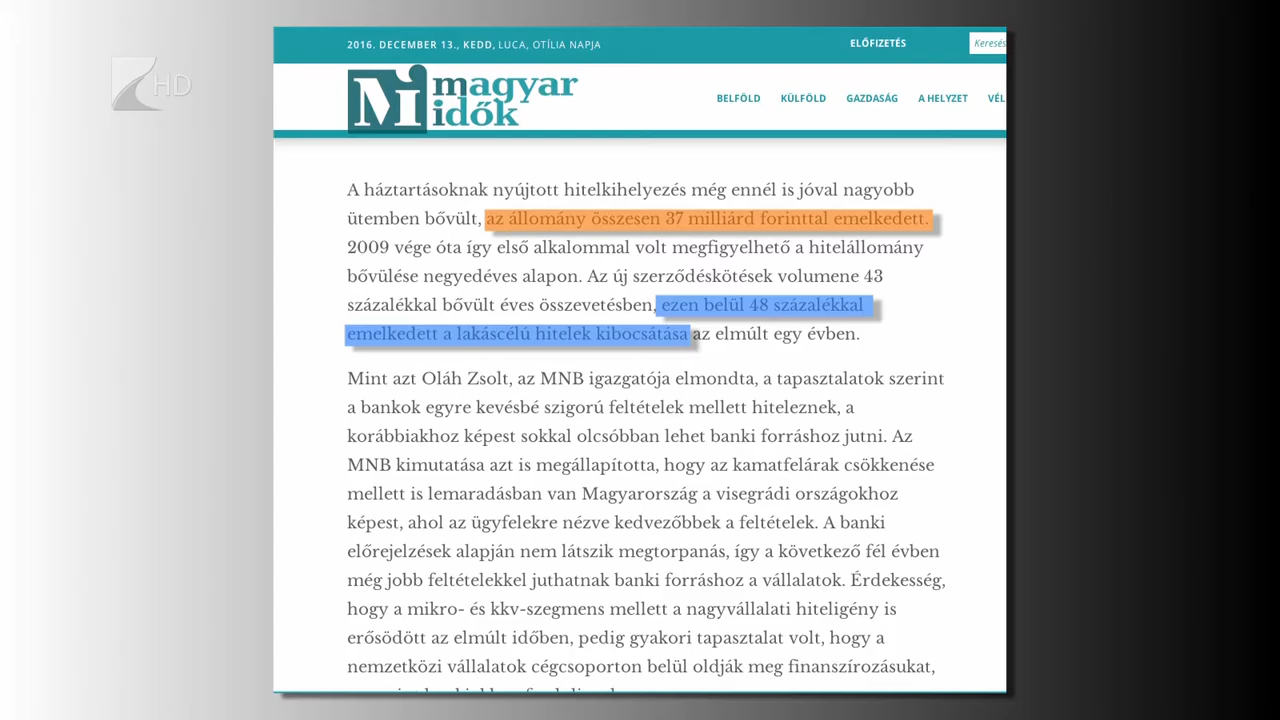 HD
2016. DECEMBER 13., KEDD, LUCA, OTÍLIA NAPJA
ELŐFIZETÉS
Keresés
magyar
idők
BELFÖLD KÜLFÖLD GAZDASÁG A HELYZET VÉL
A háztartásoknak nyújtott hitelkihelyezés még ennél is jóval nagyobb
ütemben bővült, az állomány összesen 37 milliárd forinttal emelkedett.
2009 vége óta így első alkalommal volt megfigyelhető a hitelállomány
bővülése negyedéves alapon. Az új szerződéskötések volumene 43
százalékkal bővült éves összevetésben, ezen belül 48 százalékkal
emelkedett a lakáscélú hitelek kibocsátása az elmúlt egy évben.
Mint azt Oláh Zsolt, az MNB igazgatója elmondta, a tapasztalatok szerint
a bankok egyre kevésbé szigorú feltételek mellett hiteleznek, a
korábbiakhoz képest sokkal olcsóbban lehet banki forráshoz jutni. Az
MNB kimutatása azt is megállapította, hogy az kamatfelárak csökkenése
mellett is lemaradásban van Magyarország a visegrádi országokhoz
képest, ahol az ügyfelekre nézve kedvezőbbek a feltételek. A banki
előrejelzések alapján nem látszik megtorpanás, így a következő fél évben
még jobb feltételekkel juthatnak banki forráshoz a vállalatok. Érdekesség,
hogy a mikro- és kkv-szegmens mellett a nagyvállalati hiteligény is
erősödött az elmúlt időben, pedig gyakori tapasztalat volt, hogy a
nemzetközi vállalatok cégcsoporton belül oldják meg finanszírozásukat,